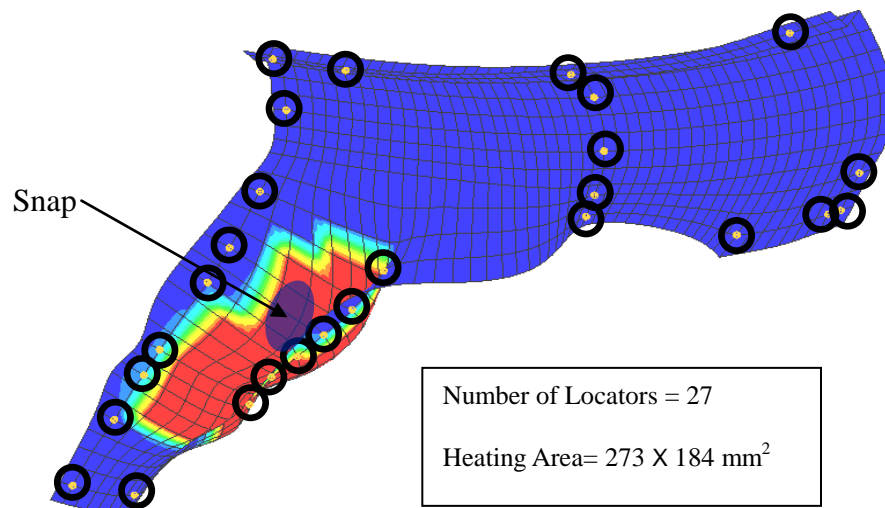 Snap
Number of Locators = 27
Heating Area= 273 X 184 mm²